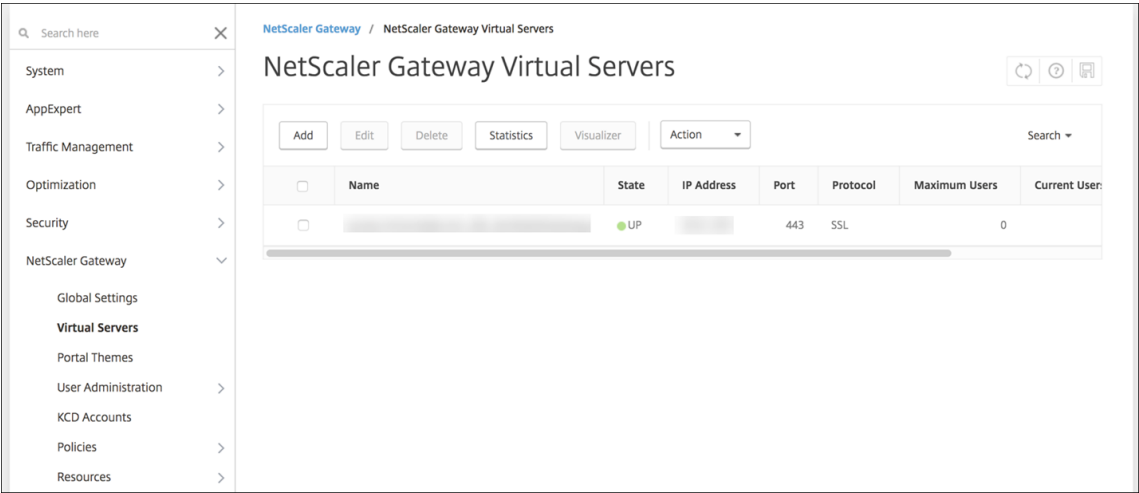 Search here
System
AppExpert
Traffic Management
Optimization
Security
NetScaler Gateway
Global Settings
Virtual Servers
Portal Themes
User Administration
KCD Accounts
Policies
Resources
NetScaler Gateway / NetScaler Gateway Virtual Servers
NetScaler Gateway Virtual Servers
Add Edit Delete Statistics Visualizer Action Search
Name State IP Address Port Protocol Maximum Users Current Users
UP 443 SSL 0